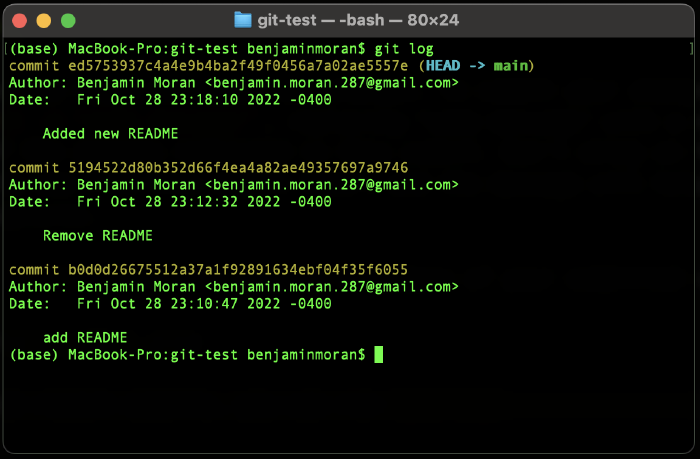 git-test — -bash — 80×24
(base) MacBook-Pro:git-test benjaminmoran$ git log
commit ed5753937c4a4e9b4ba2f49f0456a7a02ae5557e (HEAD -> main)
Author: Benjamin Moran <benjamin.moran.287@gmail.com>
Date:   Fri Oct 28 23:18:10 2022 -0400
Added new README
commit 5194522d80b352d66f4ea4a82ae49357697a9746
Author: Benjamin Moran <benjamin.moran.287@gmail.com>
Date:   Fri Oct 28 23:12:32 2022 -0400
Remove README
commit b0d0d26675512a37a1f92891634ebf04f35f6055
Author: Benjamin Moran <benjamin.moran.287@gmail.com>
Date:   Fri Oct 28 23:10:47 2022 -0400
add README
(base) MacBook-Pro:git-test benjaminmoran$